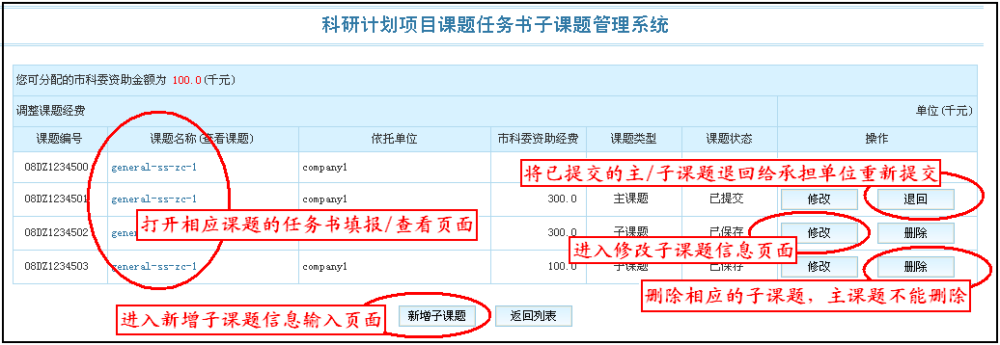 科研计划项目课题任务书子课题管理系统
您可分配的市科委资助金额为 100.0(千元)
调整课题经费 单位(千元)
课题编号 课题名称(查看课题) 依托单位 市科委资助经费 课题类型 课题状态 操作
08DZ1234500 general-ss-zc-1 company1
将已提交的主/子课题退回给承担单位重新提交
08DZ1234501 general-ss-zc-1 company1 300.0 主课题 已提交 修改 退回
打开相应课题的任务书填报/查看页面
08DZ1234502 300.0 子课题 已保存 修改 删除
进入修改子课题信息页面
08DZ1234503 general-ss-zc-1 company1 100.0 子课题 已保存 修改 删除
删除相应的子课题，主课题不能删除
进入新增子课题信息输入页面 新增子课题 返回列表